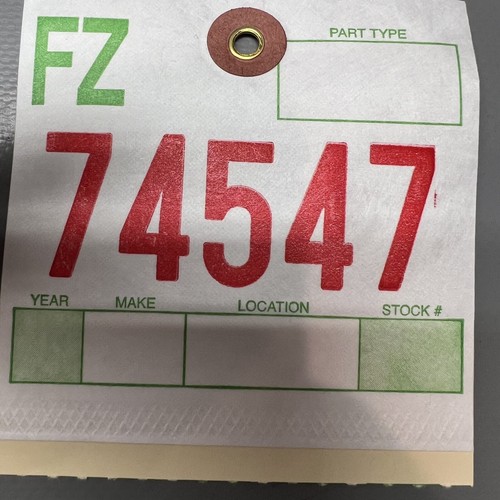 FZ
PART TYPE
74547
YEAR MAKE LOCATION STOCK #